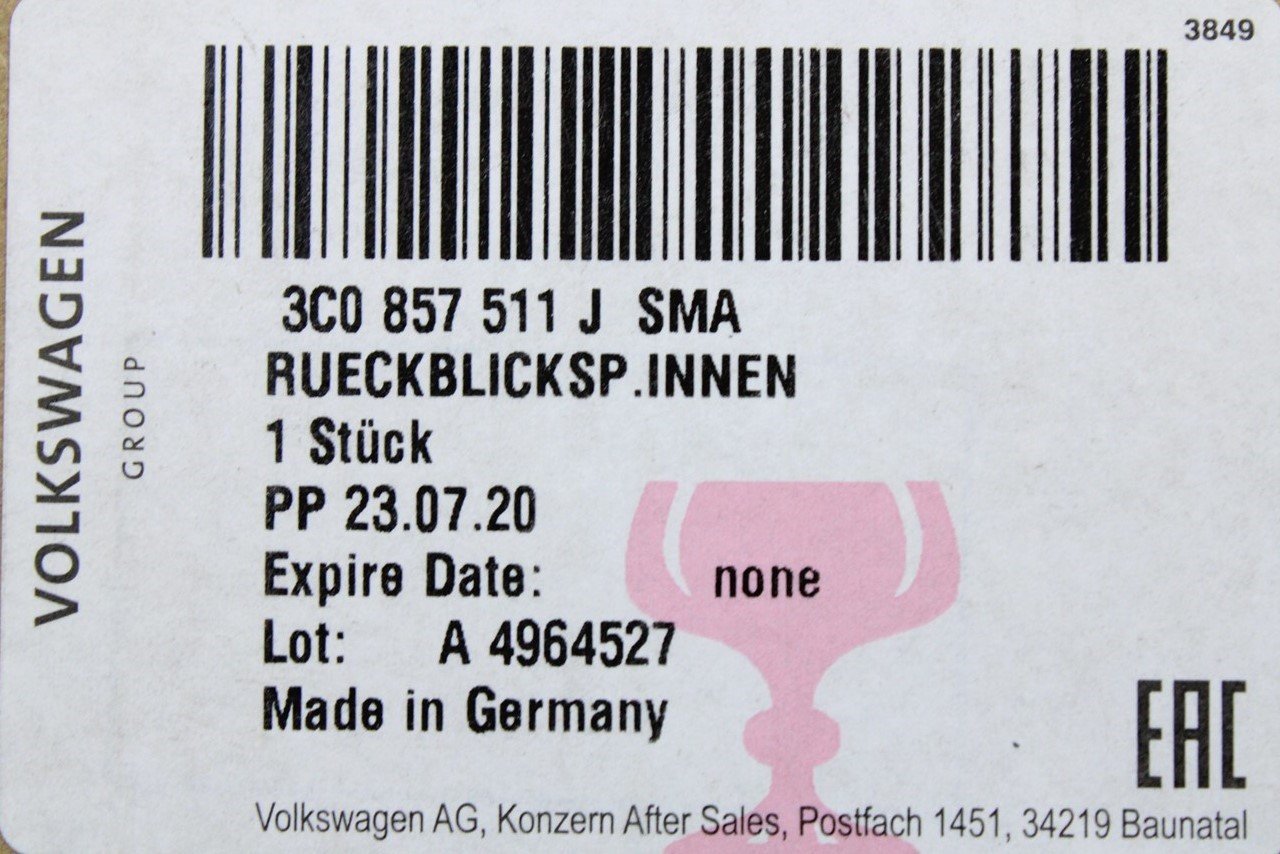 3849
VOLKSWAGEN
GROUP
3C0 857 511 J SMA
RUECKBLICKSP.INNEN
1 Stück
PP 23.07.20
Expire Date: none
Lot: A 4964527
Made in Germany
EAC
Volkswagen AG, Konzern After Sales, Postfach 1451, 34219 Baunatal